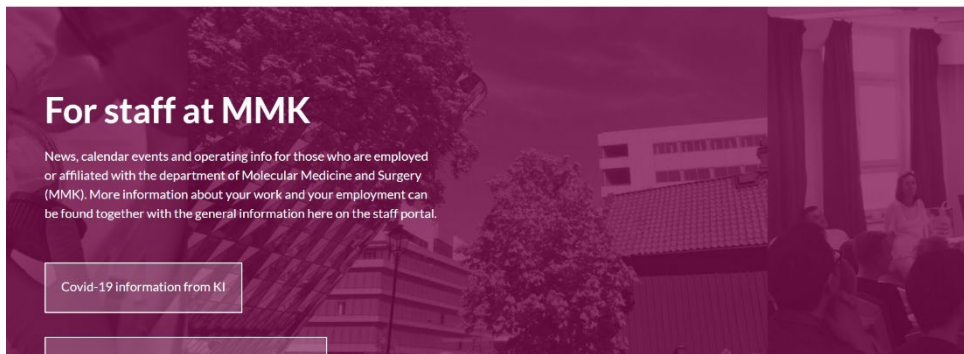 For staff at MMK
News, calendar events and operating info for those who are employed
or affiliated with the department of Molecular Medicine and Surgery
(MMK). More information about your work and your employment can
be found together with the general information here on the staff portal.
Covid-19 information from KI